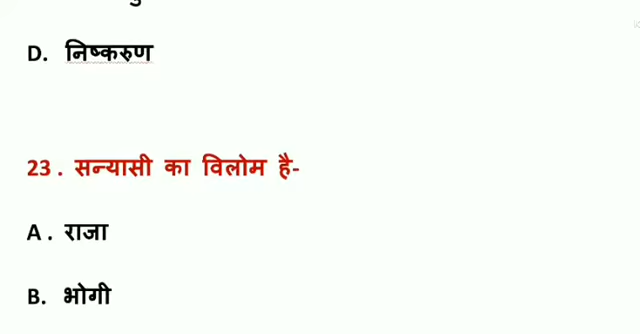 D. निष्करुण
23 . सन्यासी का विलोम है-
A . राजा
B. भोगी